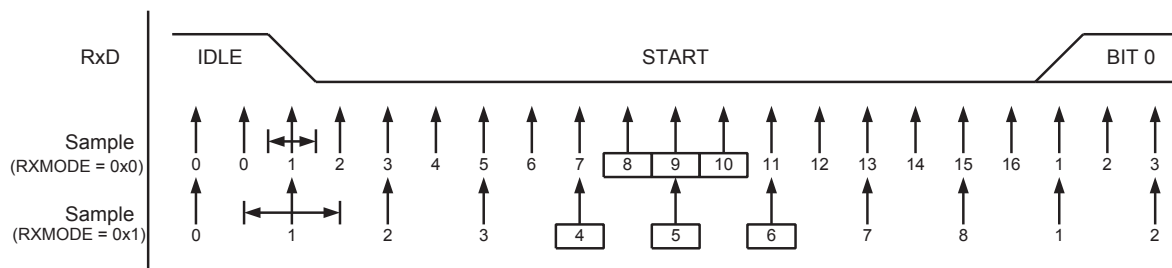 RxD IDLE START BIT 0
Sample
(RXMODE = 0x0) 0 0 1 2 3 4 5 6 7 8 9 10 11 12 13 14 15 16 1 2 3
Sample
(RXMODE = 0x1) 0 1 2 3 4 5 6 7 8 1 2